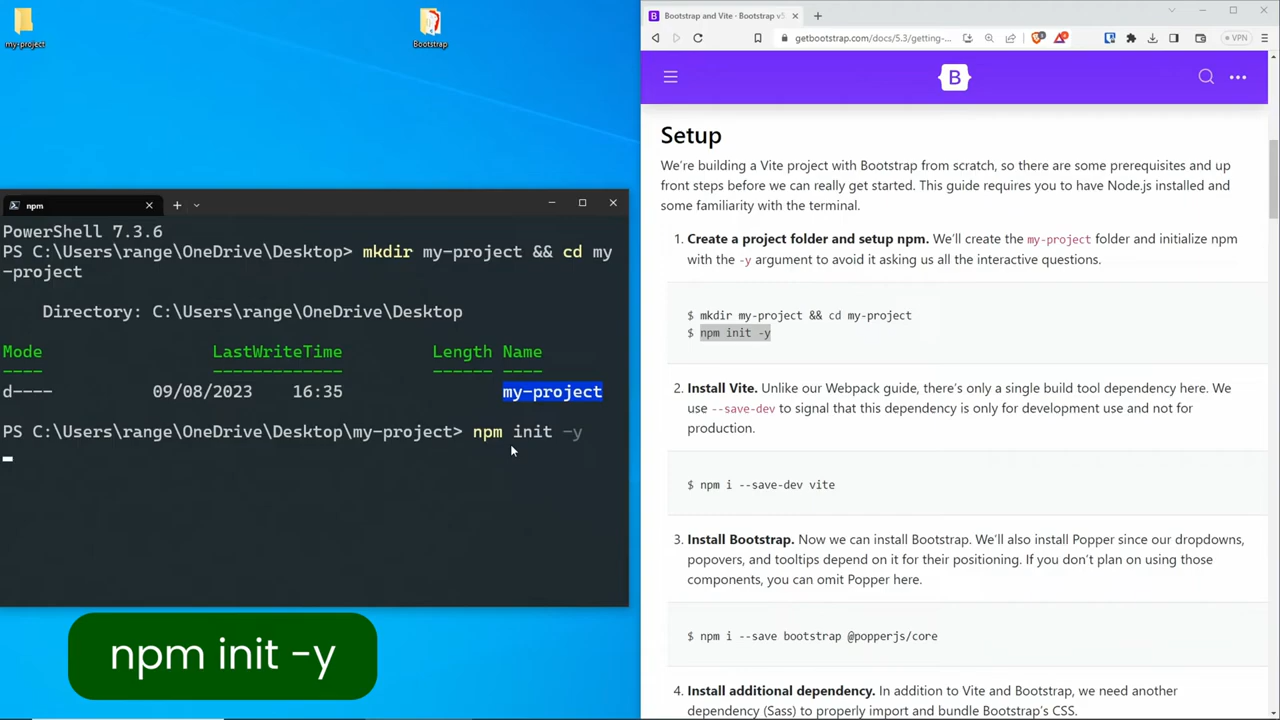 my-project
Bootstrap
npm
PowerShell 7.3.6
PS C:\Users\range\OneDrive\Desktop> mkdir my-project && cd my
-project
Directory: C:\Users\range\OneDrive\Desktop
Mode LastWriteTime Length Name
---- ------------- ------ ----
d---- 09/08/2023 16:35 my-project
PS C:\Users\range\OneDrive\Desktop\my-project> npm init -y
npm init -y
Bootstrap and Vite · Bootstrap v5
getbootstrap.com/docs/5.3/getting-...
VPN
B
Setup
We're building a Vite project with Bootstrap from scratch, so there are some prerequisites and up
front steps before we can really get started. This guide requires you to have Node.js installed and
some familiarity with the terminal.
1. Create a project folder and setup npm. We'll create the my-project folder and initialize npm
with the -y argument to avoid it asking us all the interactive questions.
$ mkdir my-project && cd my-project
$ npm init -y
2. Install Vite. Unlike our Webpack guide, there's only a single build tool dependency here. We
use --save-dev to signal that this dependency is only for development use and not for
production.
$ npm i --save-dev vite
3. Install Bootstrap. Now we can install Bootstrap. We'll also install Popper since our dropdowns,
popovers, and tooltips depend on it for their positioning. If you don't plan on using those
components, you can omit Popper here.
$ npm i --save bootstrap @popperjs/core
4. Install additional dependency. In addition to Vite and Bootstrap, we need another
dependency (Sass) to properly import and bundle Bootstrap's CSS.